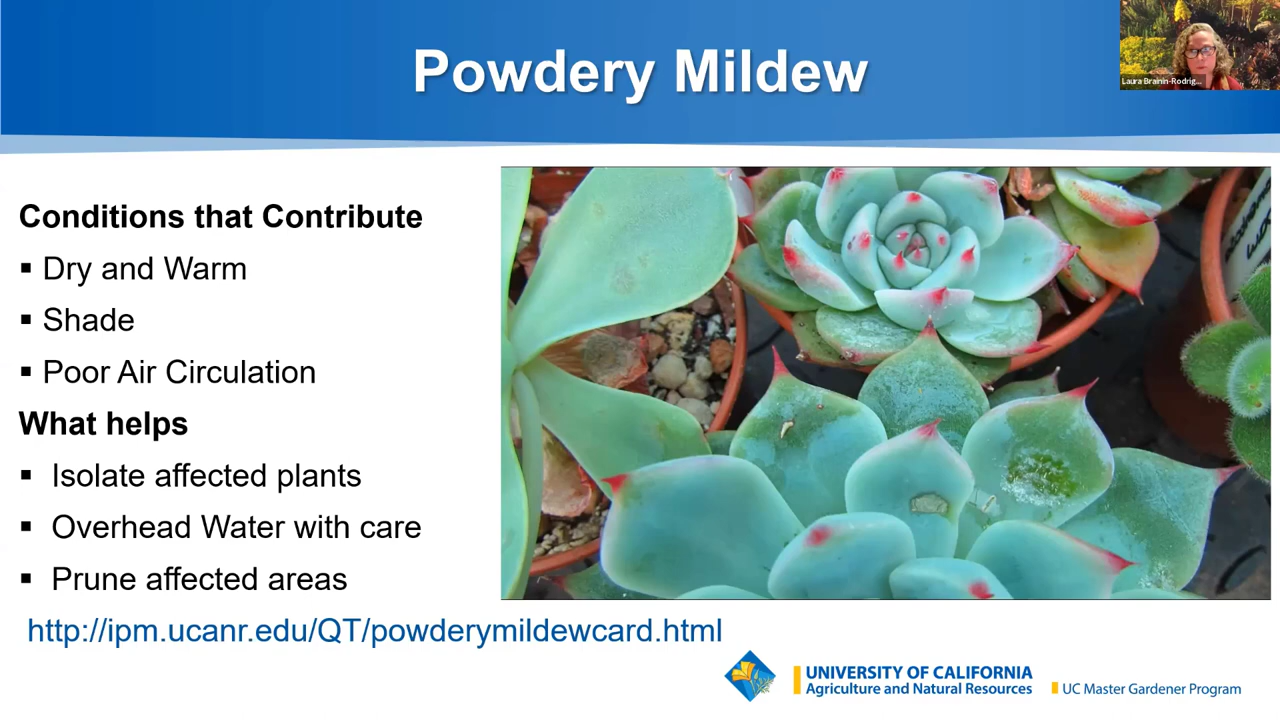 Powdery Mildew
Laura Brainin-Rodrig...
Conditions that Contribute
▪ Dry and Warm
▪ Shade
▪ Poor Air Circulation
What helps
▪ Isolate affected plants
▪ Overhead Water with care
▪ Prune affected areas
http://ipm.ucanr.edu/QT/powderymildewcard.html
UNIVERSITY OF CALIFORNIA
Agriculture and Natural Resources
UC Master Gardener Program